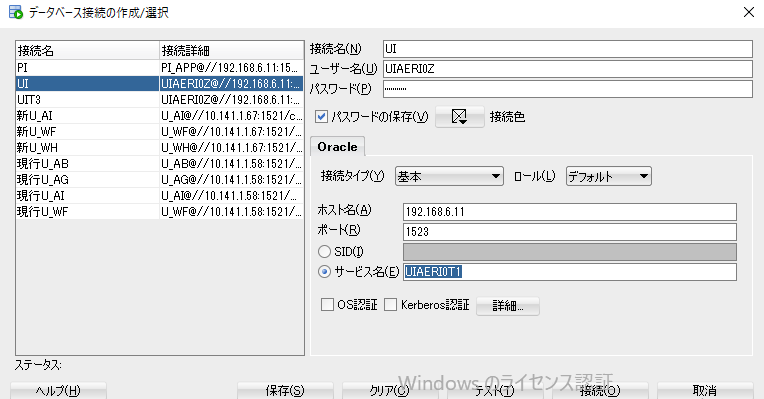 データベース接続の作成/選択
接続名 接続詳細
PI PI_APP@//192.168.6.11:15...
UI UIAERI0Z@//192.168.6.11:...
UIT3 UIAERI0Z@//192.168.6.11:...
新U_AI U_AI@//10.141.1.67:1521/c...
新U_WF U_WF@//10.141.1.67:1521/...
新U_WH U_WH@//10.141.1.67:1521/...
現行U_AB U_AB@//10.141.1.58:1521/...
現行U_AG U_AG@//10.141.1.58:1521/...
現行U_AI U_AI@//10.141.1.58:1521/...
現行U_WF U_WF@//10.141.1.58:1521/...
接続名(N) UI
ユーザー名(U) UIAERI0Z
パスワード(P) ············
パスワードの保存(V) 接続色
Oracle
接続タイプ(Y) 基本 ロール(L) デフォルト
ホスト名(A) 192.168.6.11
ポート(R) 1523
SID(I)
サービス名(E) UIAERI0T1
OS認証 Kerberos認証 詳細...
ステータス:
ヘルプ(H) 保存(S) クリア(C) テスト(T) 接続(O) 取消
Windows のライセンス認証